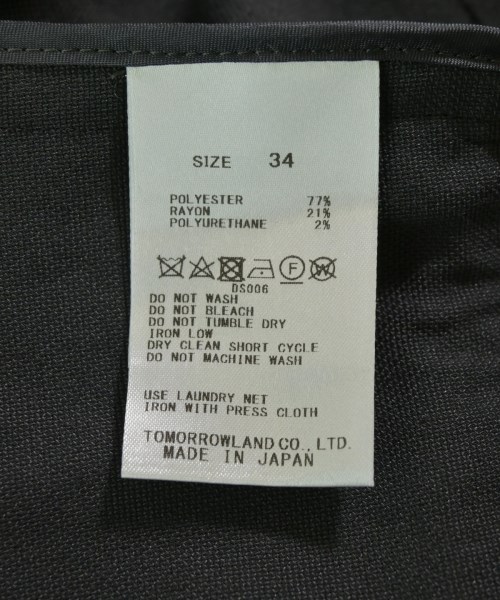 SIZE 34
POLYESTER 77%
RAYON 21%
POLYURETHANE 2%
F W
DS006
DO NOT WASH
DO NOT BLEACH
DO NOT TUMBLE DRY
IRON LOW
DRY CLEAN SHORT CYCLE
DO NOT MACHINE WASH
USE LAUNDRY NET
IRON WITH PRESS CLOTH
TOMORROWLAND CO., LTD.
MADE IN JAPAN